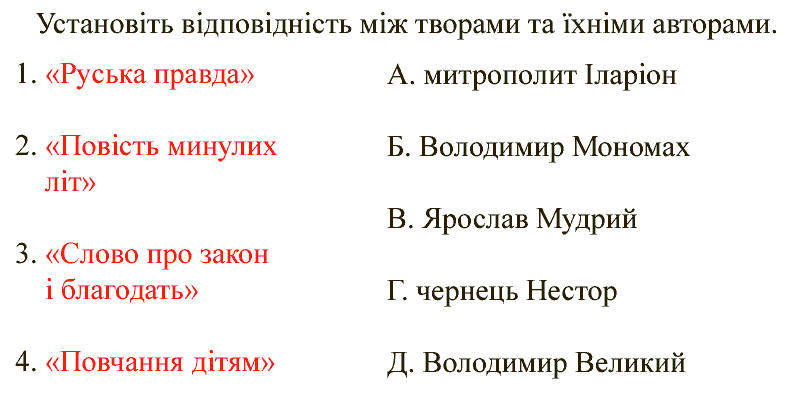 Установіть відповідність між творами та їхніми авторами.
1. «Руська правда»
А. митрополит Іларіон
2. «Повість минулих
літ»
Б. Володимир Мономах
В. Ярослав Мудрий
3. «Слово про закон
і благодать»
Г. чернець Нестор
4. «Повчання дітям»
Д. Володимир Великий